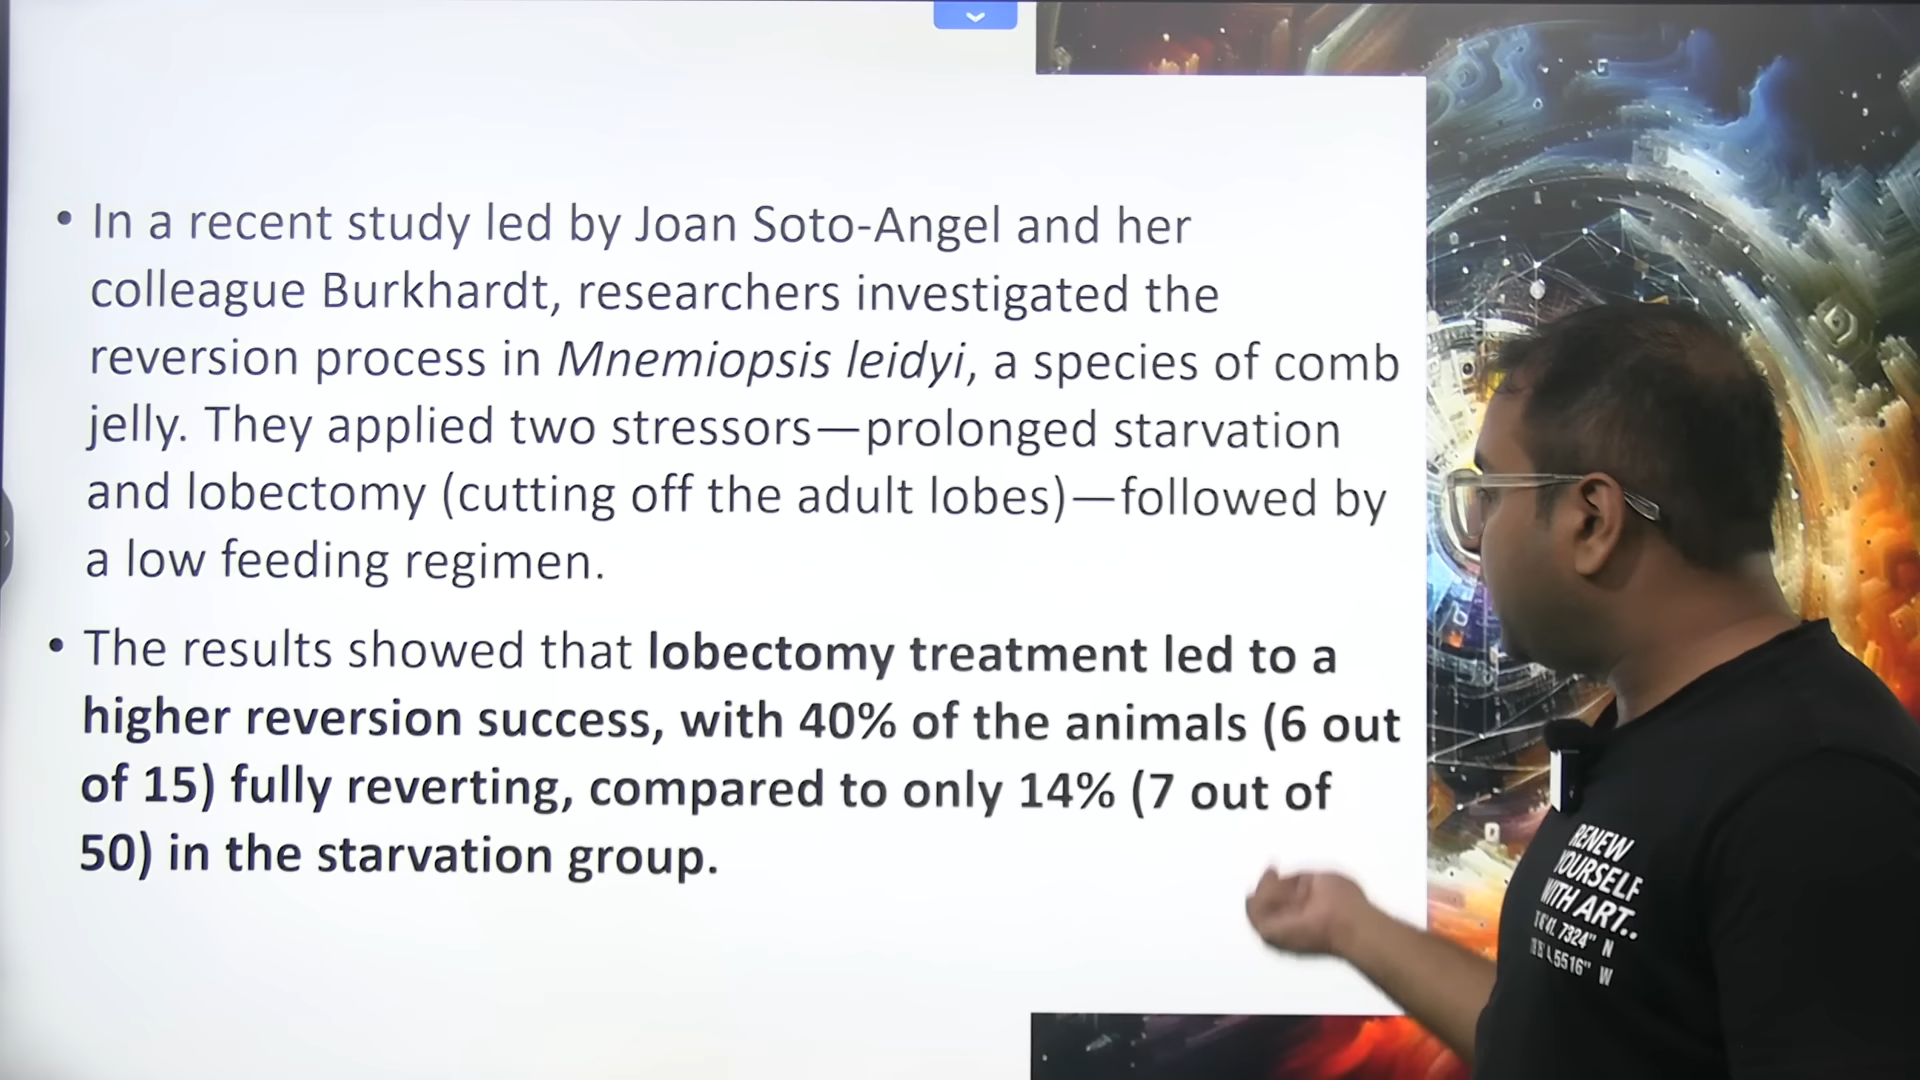 • In a recent study led by Joan Soto-Angel and her
colleague Burkhardt, researchers investigated the
reversion process in Mnemiopsis leidyi, a species of comb
jelly. They applied two stressors—prolonged starvation
and lobectomy (cutting off the adult lobes)—followed by
a low feeding regimen.
• The results showed that lobectomy treatment led to a
higher reversion success, with 40% of the animals (6 out
of 15) fully reverting, compared to only 14% (7 out of
50) in the starvation group.
RENEW
YOURSELF
WITH ART..
7324" N
5516" W